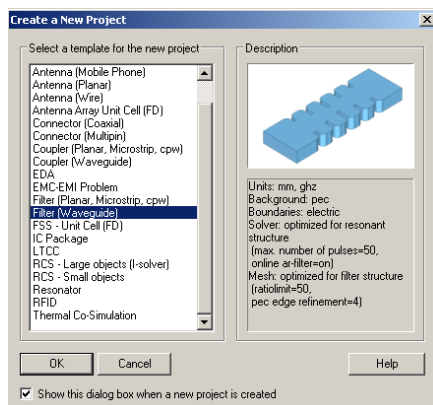 Create a New Project
Select a template for the new project
Antenna (Mobile Phone)
Antenna (Planar)
Antenna (Wire)
Antenna Array Unit Cell (FD)
Connector (Coaxial)
Connector (Multipin)
Coupler (Planar, Microstrip, cpw)
Coupler (Waveguide)
EDA
EMC-EMI Problem
Filter (Planar, Microstrip, cpw)
Filter (Waveguide)
FSS - Unit Cell (FD)
IC Package
LTCC
RCS - Large objects (I-solver)
RCS - Small objects
Resonator
RFID
Thermal Co-Simulation
Description
Units: mm, ghz
Background: pec
Boundaries: electric
Solver: optimized for resonant
structure
(max. number of pulses=50,
online ar-filter=on)
Mesh: optimized for filter structure
(ratiolimit=50,
pec edge refinement=4)
OK
Cancel
Help
Show this dialog box when a new project is created